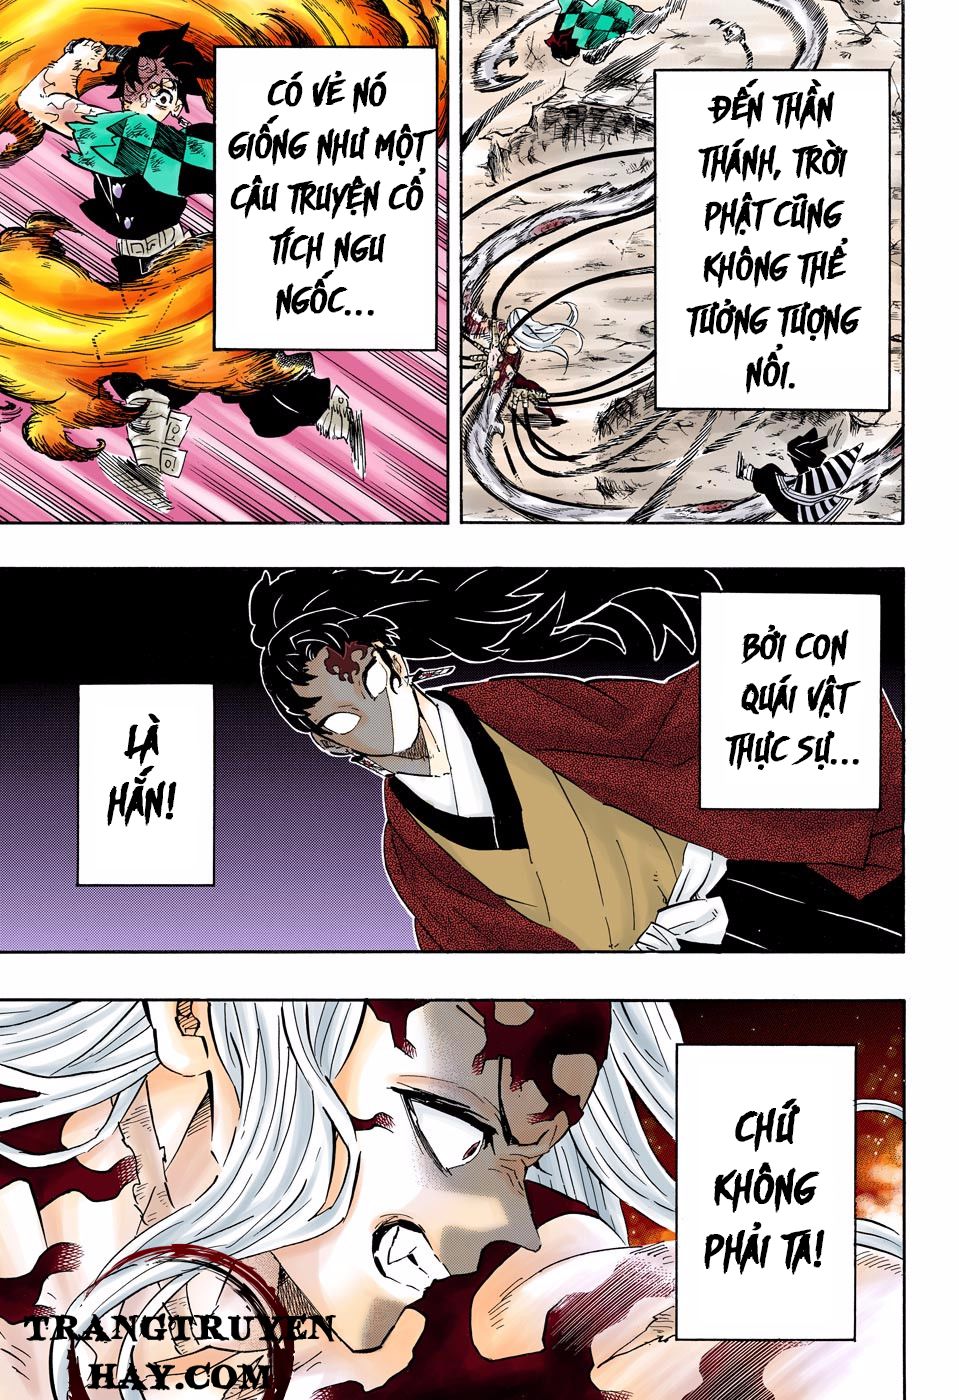 ĐẾN THẦN
THÁNH, TRỜI
PHẬT CŨNG
KHÔNG THỂ
TƯỞNG TƯỢNG
NỔI.
CÓ VẺ NÓ
GIỐNG NHƯ MỘT
CÂU TRUYỆN CỔ
TÍCH NGU
NGỐC...
BỞI CON
QUÁI VẬT
THỰC SỰ...
LÀ
HẮN!
CHỨ
KHÔNG
PHẢI TA!
TRANGTRUYEN
HAY.COM